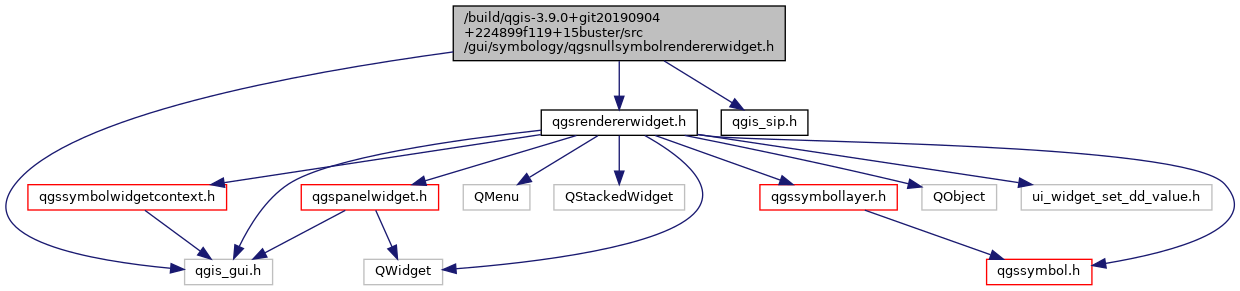 /build/qgis-3.9.0+git20190904
+224899f119+15buster/src
/gui/symbology/qgsnullsymbolrendererwidget.h
qgsrendererwidget.h
qgis_sip.h
qgssymbolwidgetcontext.h
qgspanelwidget.h
QMenu
QStackedWidget
qgssymbollayer.h
QObject
ui_widget_set_dd_value.h
qgis_gui.h
QWidget
qgssymbol.h